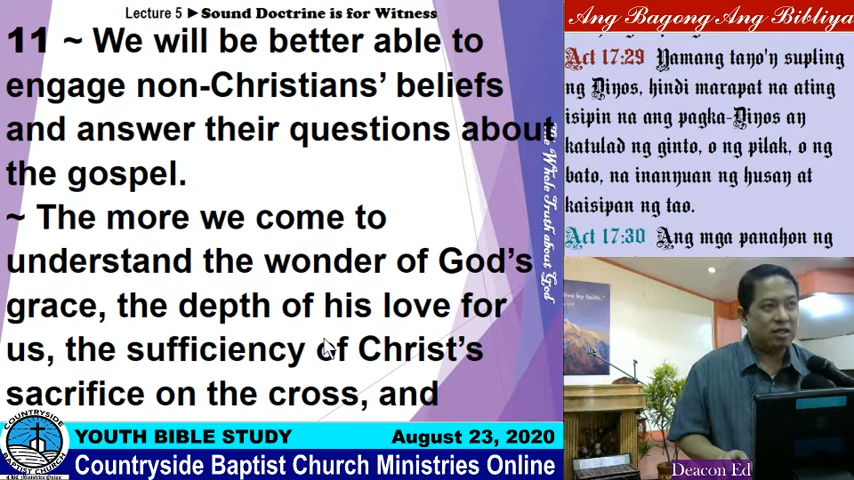 Lecture 5 ►Sound Doctrine is for Witness
11 ~ We will be better able to
engage non-Christians’ beliefs
and answer their questions about
the gospel.
~ The more we come to
understand the wonder of God’s
grace, the depth of his love for
us, the sufficiency of Christ’s
sacrifice on the cross, and
The Whole Truth about God
COUNTRYSIDE
BAPTIST CHURCH
YOUTH BIBLE STUDY August 23, 2020
Countryside Baptist Church Ministries Online
Ang Bagong Ang Bibliya
Act 17:29 Yamang tayo'y supling
ng Diyos, hindi marapat na ating
isipin na ang pagka-Diyos ay
katulad ng ginto, o ng pilak, o ng
bato, na inanyuan ng husay at
kaisipan ng tao.
Act 17:30 Ang mga panahon ng
live by faith.
Deacon Ed